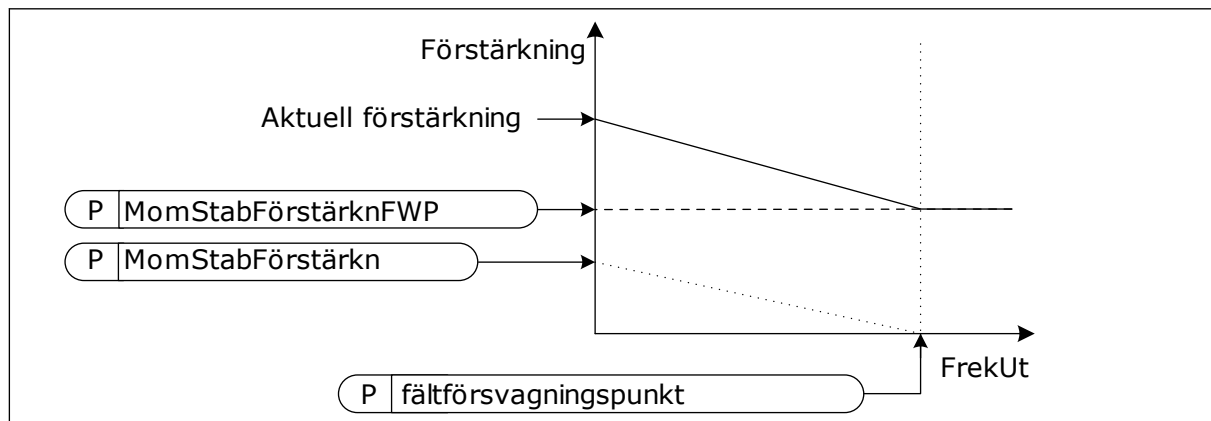 Förstärkning
Aktuell förstärkning
P MomStabFörstärknFWP
P MomStabFörstärkn
FrekUt
P fältförsvagningspunkt